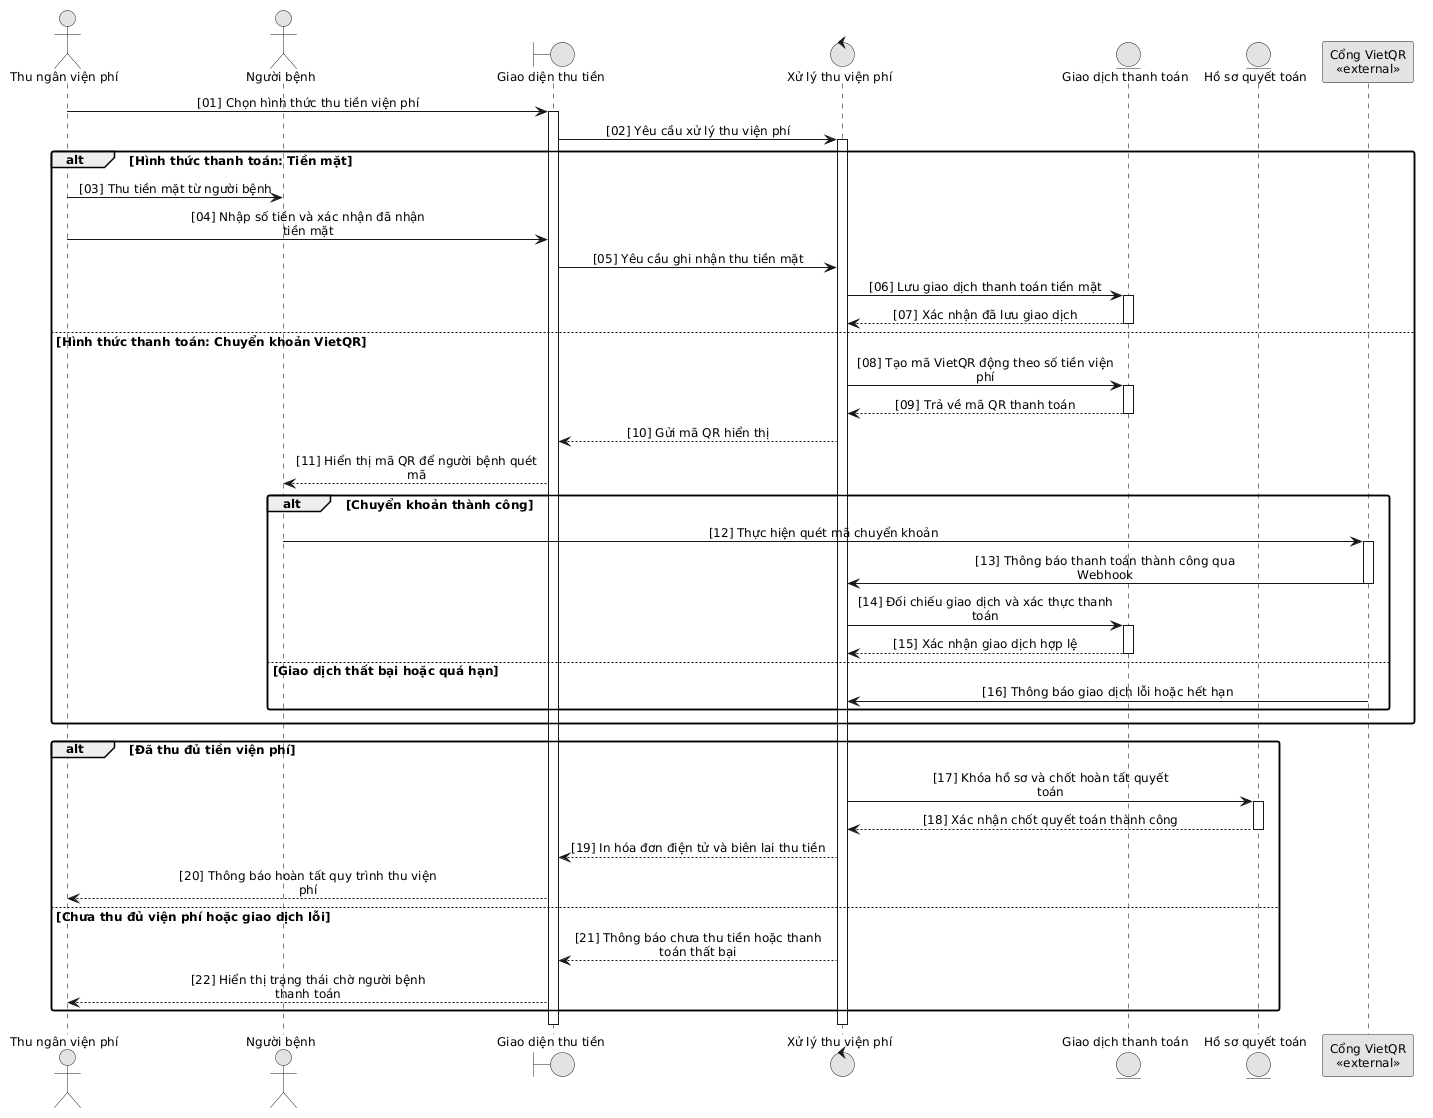 Thu ngân viện phí
Người bệnh
Giao diện thu tiền
Xử lý thu viện phí
Giao dịch thanh toán
Hồ sơ quyết toán
Cổng VietQR
«external»
[01] Chọn hình thức thu tiền viện phí
[02] Yêu cầu xử lý thu viện phí
alt [Hình thức thanh toán: Tiền mặt]
[03] Thu tiền mặt từ người bệnh
[04] Nhập số tiền và xác nhận đã nhận
tiền mặt
[05] Yêu cầu ghi nhận thu tiền mặt
[06] Lưu giao dịch thanh toán tiền mặt
[07] Xác nhận đã lưu giao dịch
[Hình thức thanh toán: Chuyển khoản VietQR]
[08] Tạo mã VietQR động theo số tiền viện
phí
[09] Trả về mã QR thanh toán
[10] Gửi mã QR hiển thị
[11] Hiển thị mã QR để người bệnh quét
mã
alt [Chuyển khoản thành công]
[12] Thực hiện quét mã chuyển khoản
[13] Thông báo thanh toán thành công qua
Webhook
[14] Đối chiếu giao dịch và xác thực thanh
toán
[15] Xác nhận giao dịch hợp lệ
[Giao dịch thất bại hoặc quá hạn]
[16] Thông báo giao dịch lỗi hoặc hết hạn
alt [Đã thu đủ tiền viện phí]
[17] Khóa hồ sơ và chốt hoàn tất quyết
toán
[18] Xác nhận chốt quyết toán thành công
[19] In hóa đơn điện tử và biên lai thu tiền
[20] Thông báo hoàn tất quy trình thu viện
phí
[Chưa thu đủ viện phí hoặc giao dịch lỗi]
[21] Thông báo chưa thu tiền hoặc thanh
toán thất bại
[22] Hiển thị trạng thái chờ người bệnh
thanh toán
Thu ngân viện phí
Người bệnh
Giao diện thu tiền
Xử lý thu viện phí
Giao dịch thanh toán
Hồ sơ quyết toán
Cổng VietQR
«external»